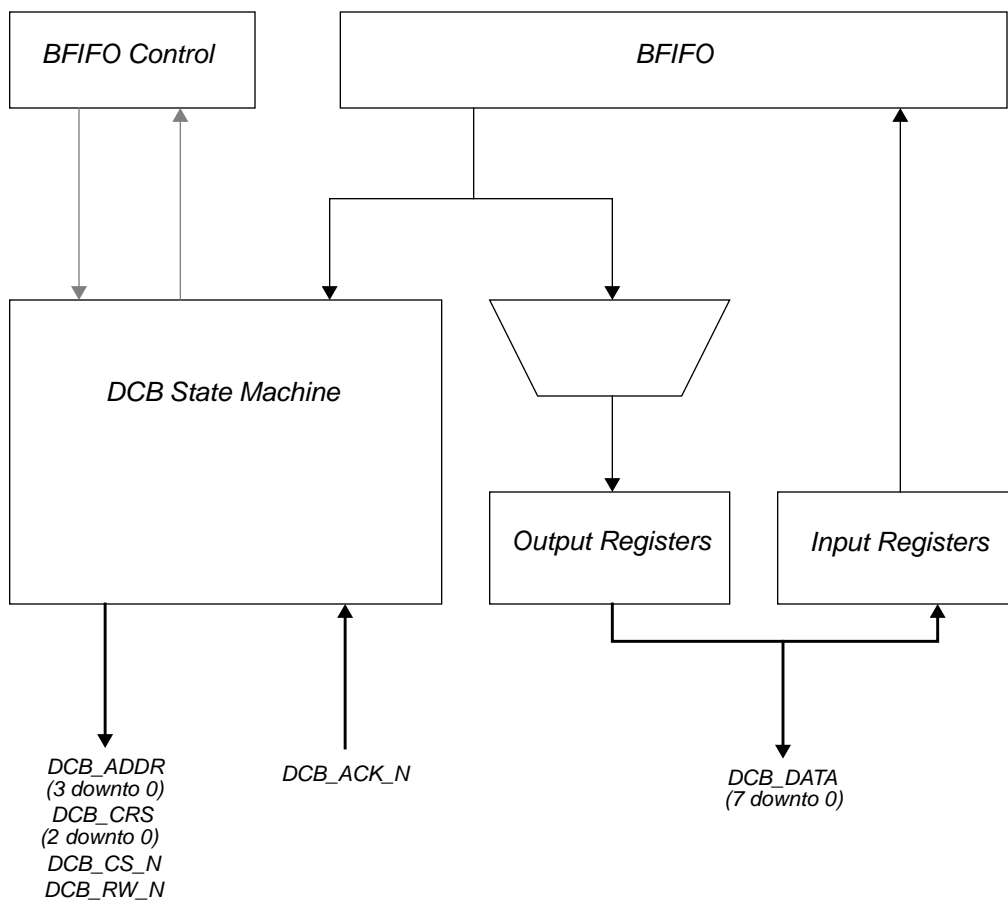 BFIFO Control
BFIFO
DCB State Machine
Output Registers
Input Registers
DCB_ADDR
(3 downto 0)
DCB_CRS
(2 downto 0)
DCB_CS_N
DCB_RW_N
DCB_ACK_N
DCB_DATA
(7 downto 0)